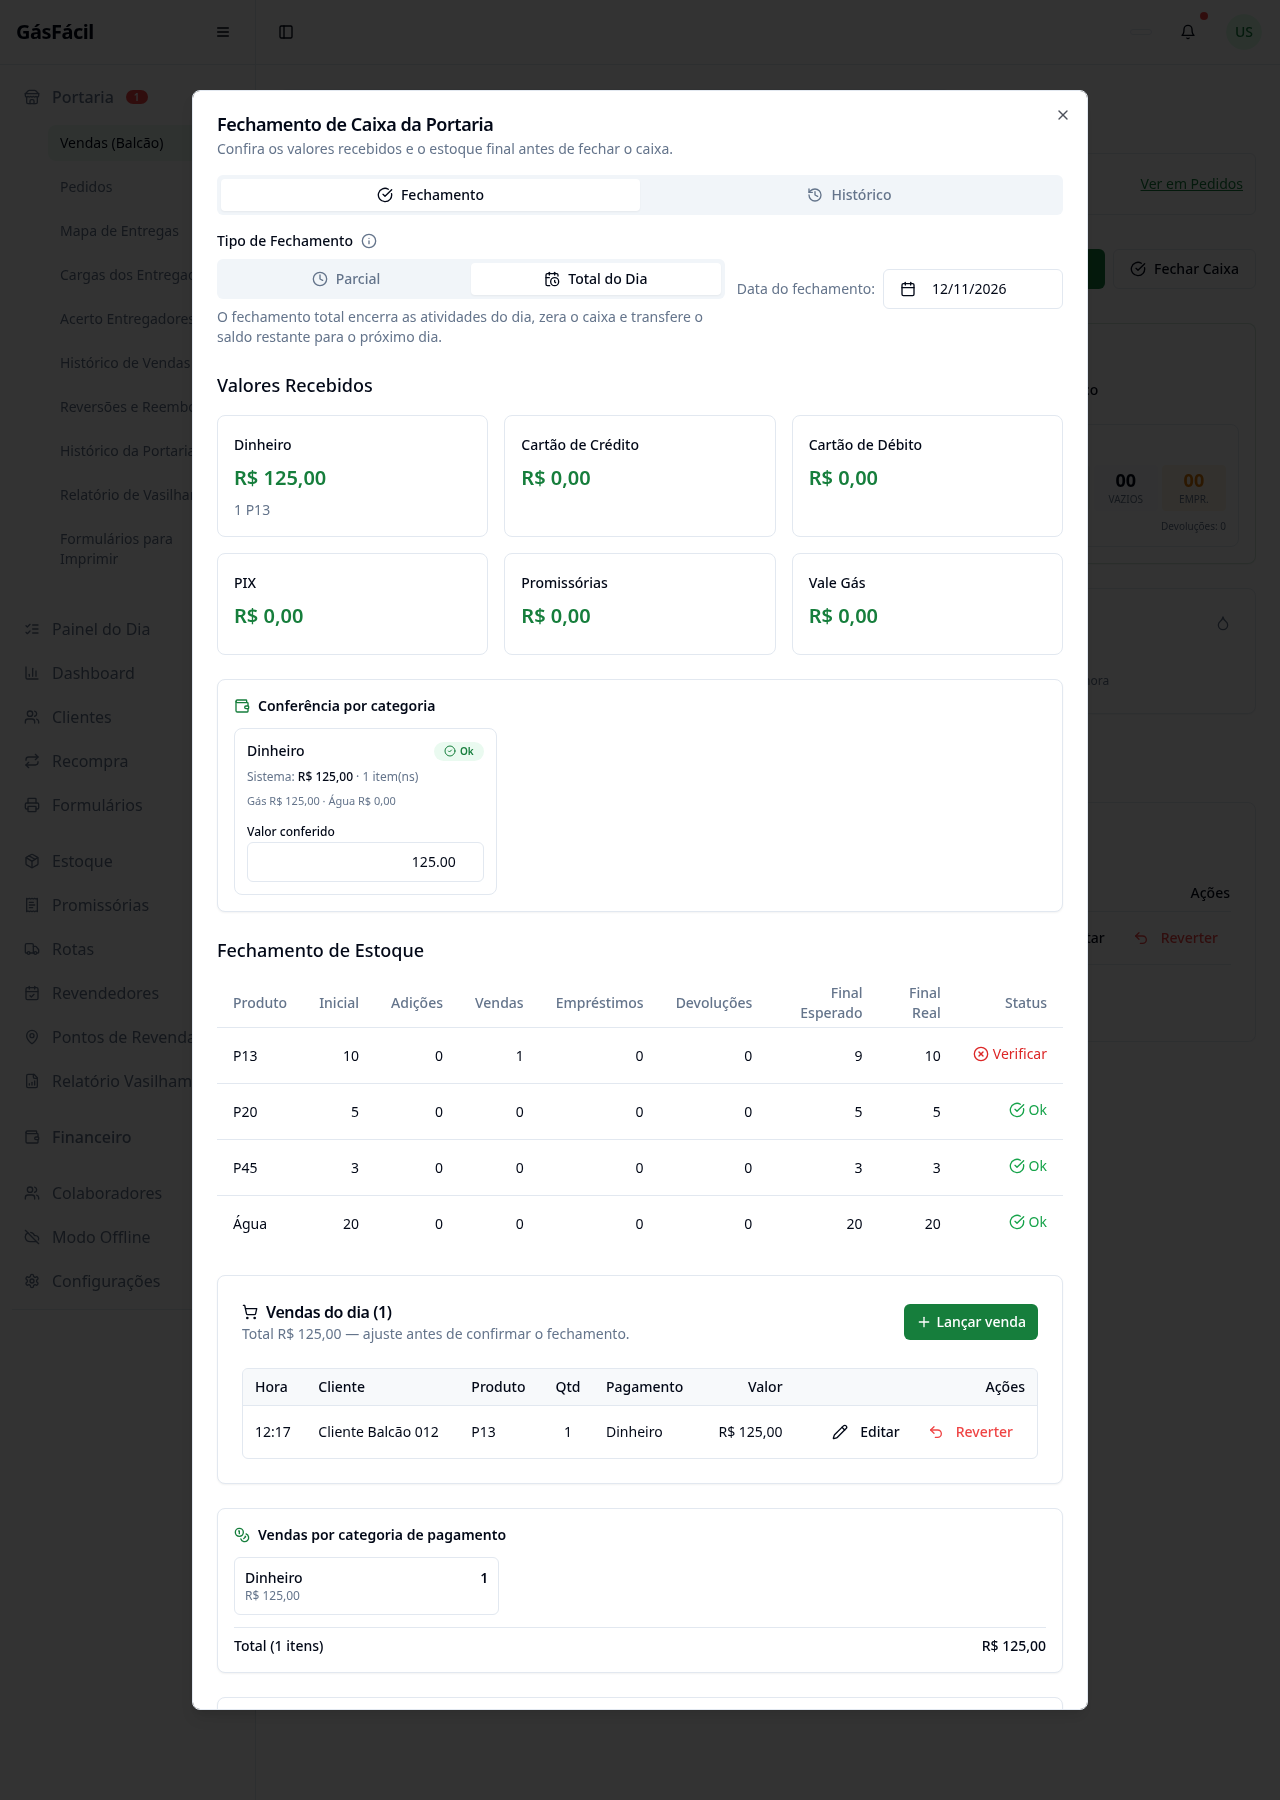 GásFácil
US
Portaria 1
Vendas (Balcão)
Pedidos
Mapa de Entregas
Cargas dos Entregad
Acerto Entregadores
Histórico de Vendas
Reversões e Reembo
Histórico da Portaria
Relatório de Vasilhan
Formulários para
Imprimir
Painel do Dia
Dashboard
Clientes
Recompra
Formulários
Estoque
Promissórias
Rotas
Revendedores
Pontos de Revenda
Relatório Vasilham
Financeiro
Colaboradores
Modo Offline
Configurações
Ver em Pedidos
Fechar Caixa
00 00
VAZIOS EMPR.
Devoluções: 0
Ações
Reverter
Fechamento de Caixa da Portaria
Confira os valores recebidos e o estoque final antes de fechar o caixa.
Fechamento Histórico
Tipo de Fechamento
Parcial Total do Dia
Data do fechamento: 12/11/2026
O fechamento total encerra as atividades do dia, zera o caixa e transfere o
saldo restante para o próximo dia.
Valores Recebidos
Dinheiro Cartão de Crédito Cartão de Débito
R$ 125,00 R$ 0,00 R$ 0,00
1 P13
PIX Promissórias Vale Gás
R$ 0,00 R$ 0,00 R$ 0,00
Conferência por categoria
Dinheiro Ok
Sistema: R$ 125,00 · 1 item(ns)
Gás R$ 125,00 · Água R$ 0,00
Valor conferido
125.00
Fechamento de Estoque
Produto Inicial Adições Vendas Empréstimos Devoluções Final Esperado Final Real Status
P13 10 0 1 0 0 9 10 Verificar
P20 5 0 0 0 0 5 5 Ok
P45 3 0 0 0 0 3 3 Ok
Água 20 0 0 0 0 20 20 Ok
Vendas do dia (1)
Total R$ 125,00 — ajuste antes de confirmar o fechamento.
Lançar venda
Hora Cliente Produto Qtd Pagamento Valor Ações
12:17 Cliente Balcão 012 P13 1 Dinheiro R$ 125,00 Editar Reverter
Vendas por categoria de pagamento
Dinheiro 1
R$ 125,00
Total (1 itens) R$ 125,00